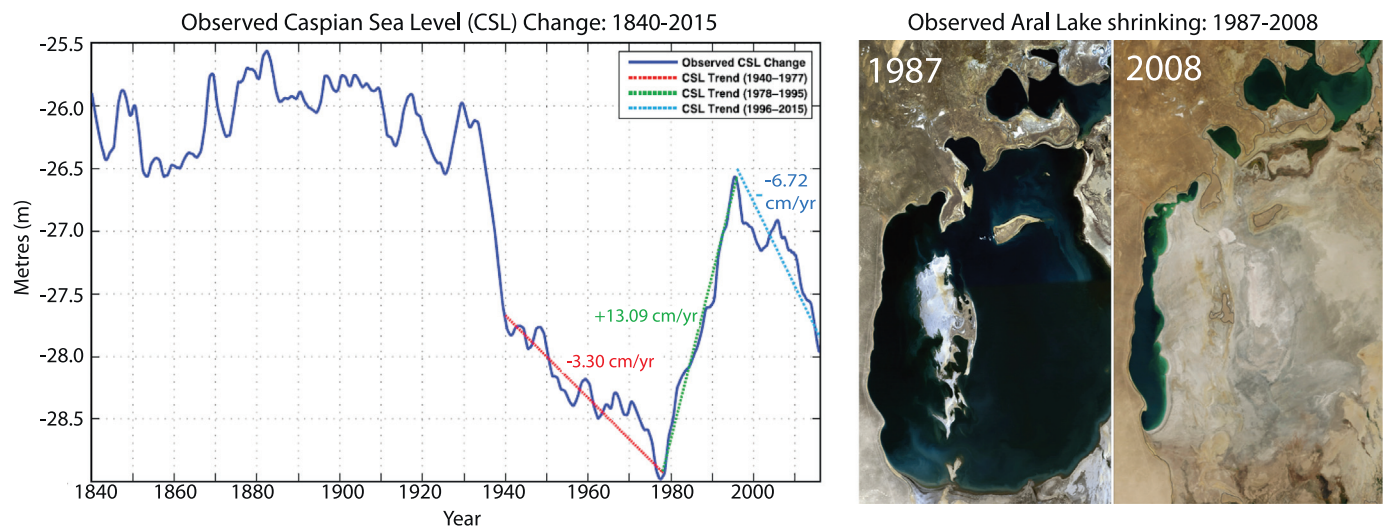 Observed Caspian Sea Level (CSL) Change: 1840-2015
Observed CSL Change
CSL Trend (1940–1977)
CSL Trend (1978–1995)
CSL Trend (1996–2015)
-25.5
-26.0
-26.5
-27.0
-27.5
-28.0
-28.5
Metres (m)
-6.72
cm/yr
+13.09 cm/yr
-3.30 cm/yr
1840 1860 1880 1900 1920 1940 1960 1980 2000
Year
Observed Aral Lake shrinking: 1987-2008
1987
2008